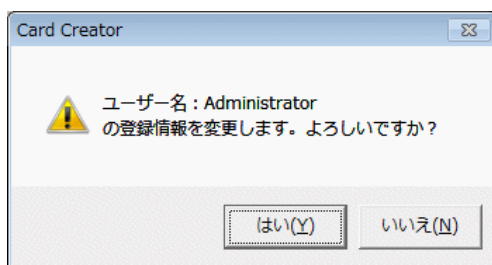 Card Creator
ユーザー名：Administrator
の登録情報を変更します。よろしいですか？
はい(Y)
いいえ(N)